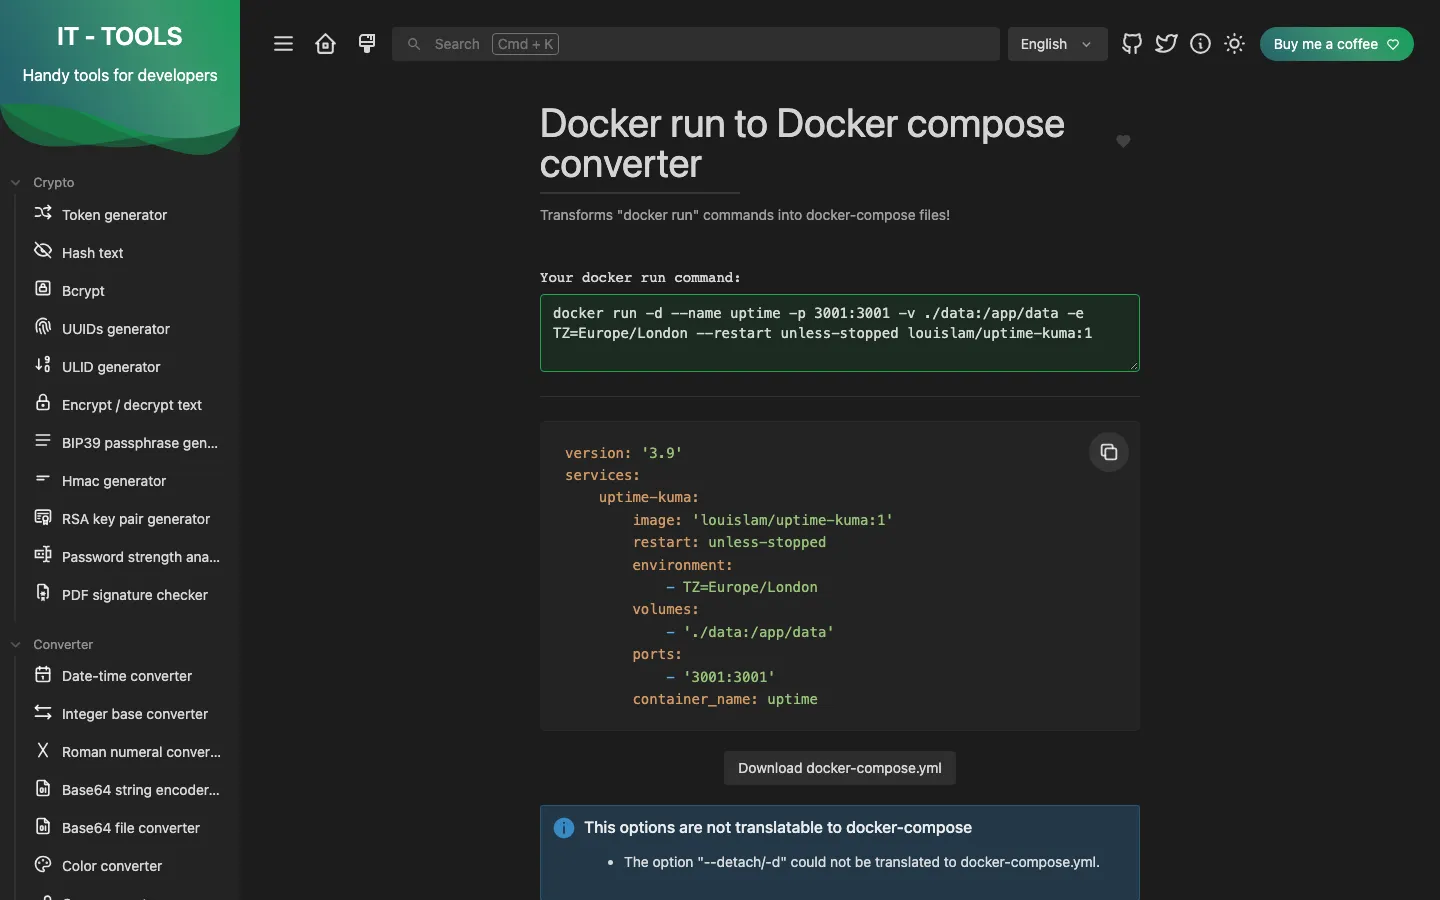 IT - TOOLS
Handy tools for developers
Search Cmd + K
English
Buy me a coffee
Crypto
Token generator
Hash text
Bcrypt
UUIDs generator
ULID generator
Encrypt / decrypt text
BIP39 passphrase gen...
Hmac generator
RSA key pair generator
Password strength ana...
PDF signature checker
Converter
Date-time converter
Integer base converter
Roman numeral conver...
Base64 string encoder...
Base64 file converter
Color converter
Docker run to Docker compose
converter
Transforms "docker run" commands into docker-compose files!
Your docker run command:
docker run -d --name uptime -p 3001:3001 -v ./data:/app/data -e
TZ=Europe/London --restart unless-stopped louislam/uptime-kuma:1
version: '3.9'
services:
    uptime-kuma:
        image: 'louislam/uptime-kuma:1'
        restart: unless-stopped
        environment:
            - TZ=Europe/London
        volumes:
            - './data:/app/data'
        ports:
            - '3001:3001'
        container_name: uptime
Download docker-compose.yml
This options are not translatable to docker-compose
• The option "--detach/-d" could not be translated to docker-compose.yml.